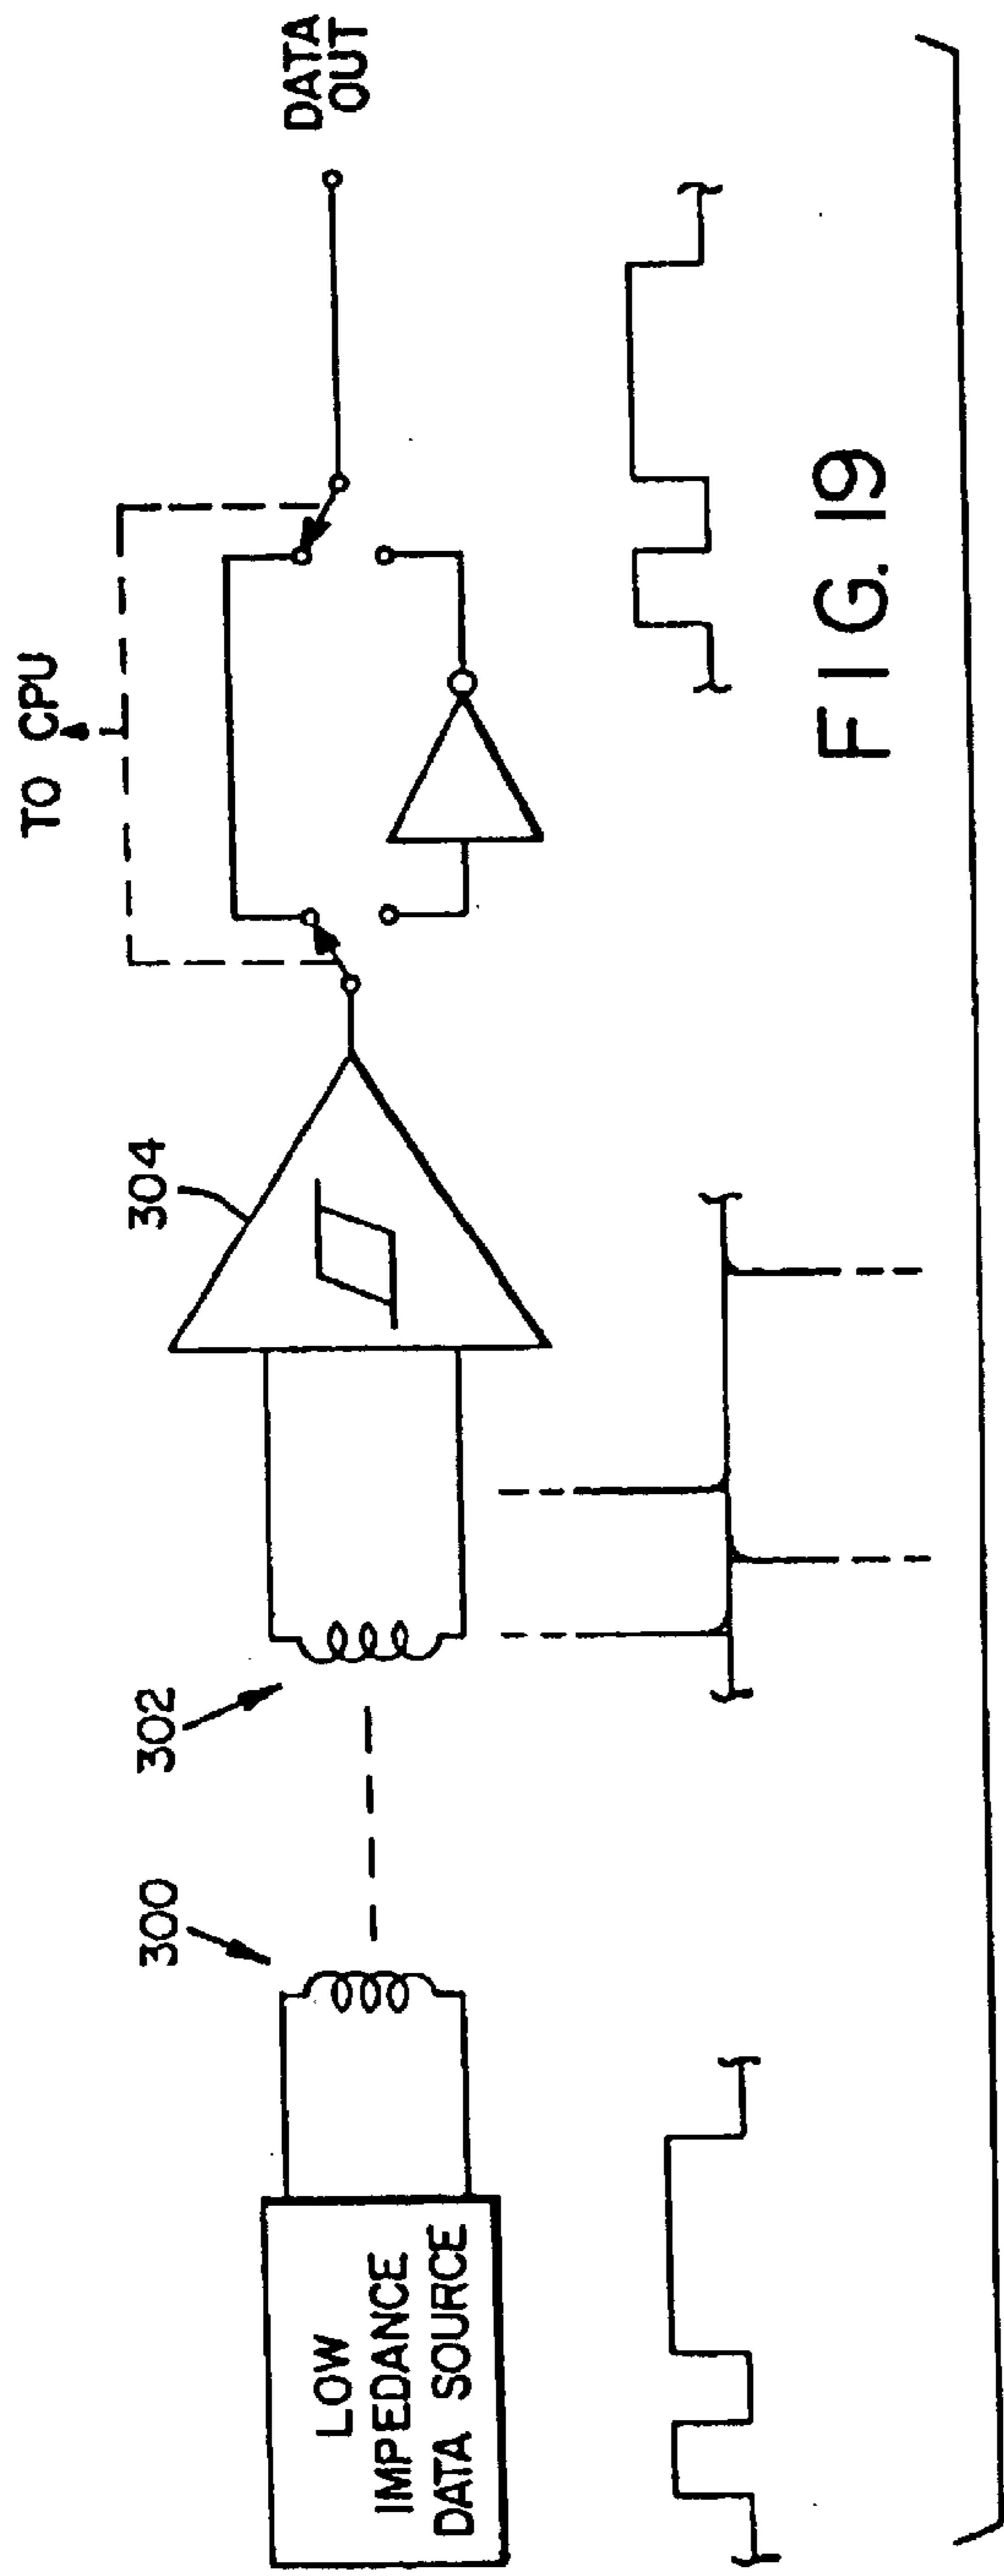 TO CPU
DATA
OUT
304
302
300
LOW
IMPEDANCE
DATA SOURCE
FIG. 19